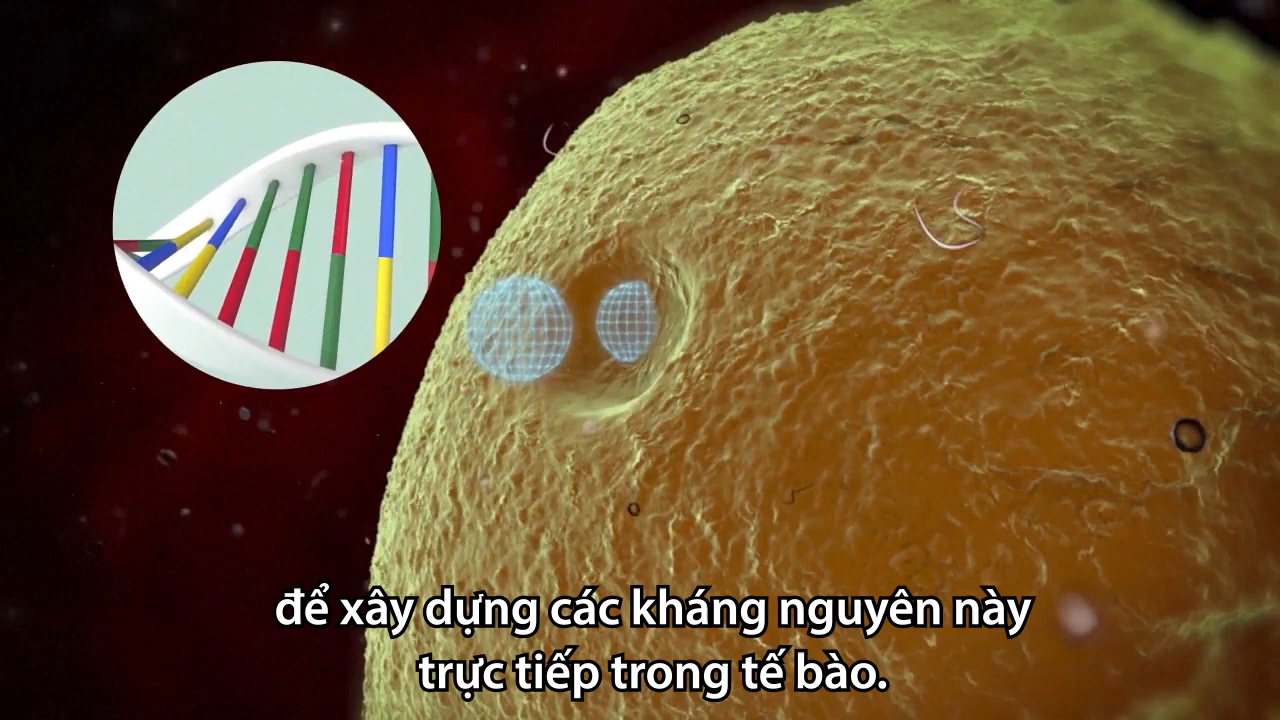 để xây dựng các kháng nguyên này
trực tiếp trong tế bào.